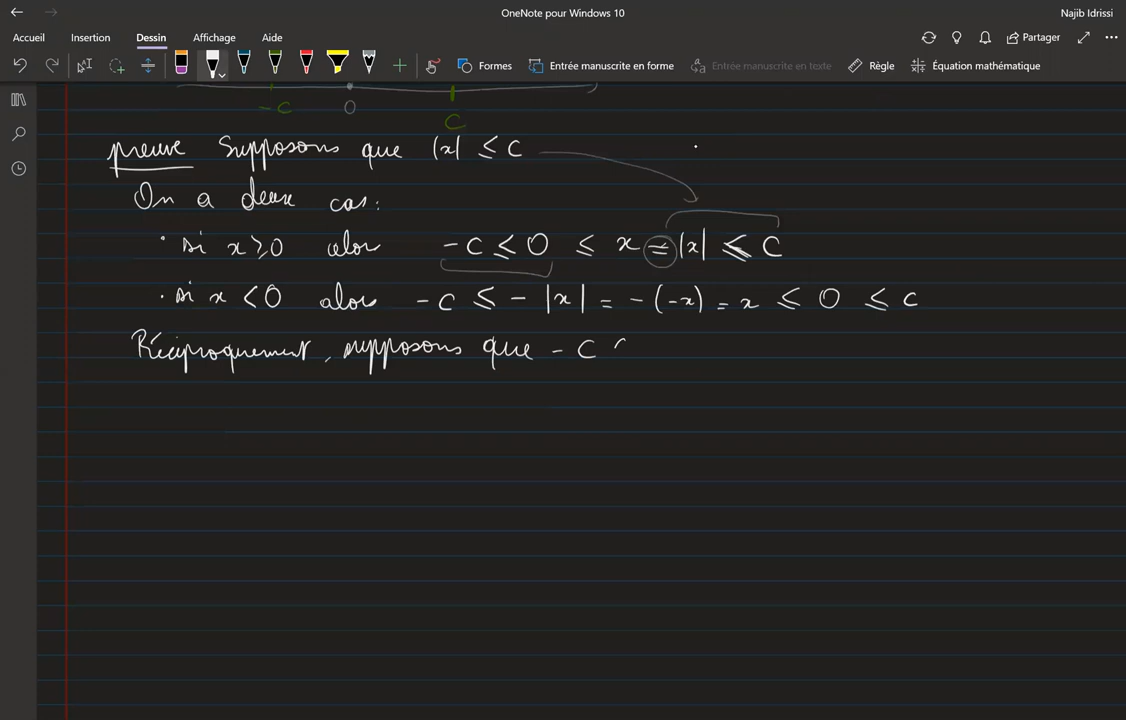 OneNote pour Windows 10
Najib Idrissi
Accueil Insertion Dessin Affichage Aide
Partager
Formes Entrée manuscrite en forme Entrée manuscrite en texte Règle Équation mathématique
-C 0 C
preuve Supposons que |x| ≤ C
On a deux cas:
• si x ≥ 0 alors -C ≤ 0 ≤ x = |x| ≤ C
• si x < 0 alors -C ≤ -|x| = -(-x) = x ≤ 0 ≤ C
Réciproquement, supposons que -C